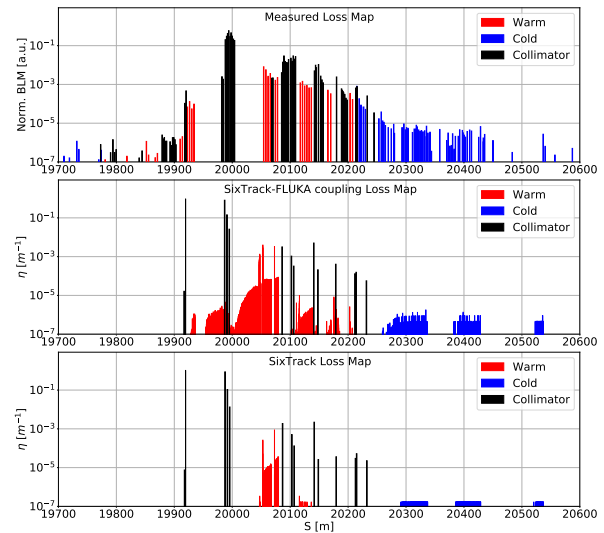 Measured Loss Map
Norm. BLM [a.u.]
10⁻¹
10⁻³
10⁻⁵
10⁻⁷
Warm
Cold
Collimator
19700 19800 19900 20000 20100 20200 20300 20400 20500 20600
SixTrack-FLUKA coupling Loss Map
η [m⁻¹]
10⁻¹
10⁻³
10⁻⁵
10⁻⁷
Warm
Cold
Collimator
19700 19800 19900 20000 20100 20200 20300 20400 20500 20600
SixTrack Loss Map
η [m⁻¹]
10⁻¹
10⁻³
10⁻⁵
10⁻⁷
Warm
Cold
Collimator
19700 19800 19900 20000 20100 20200 20300 20400 20500 20600
S [m]